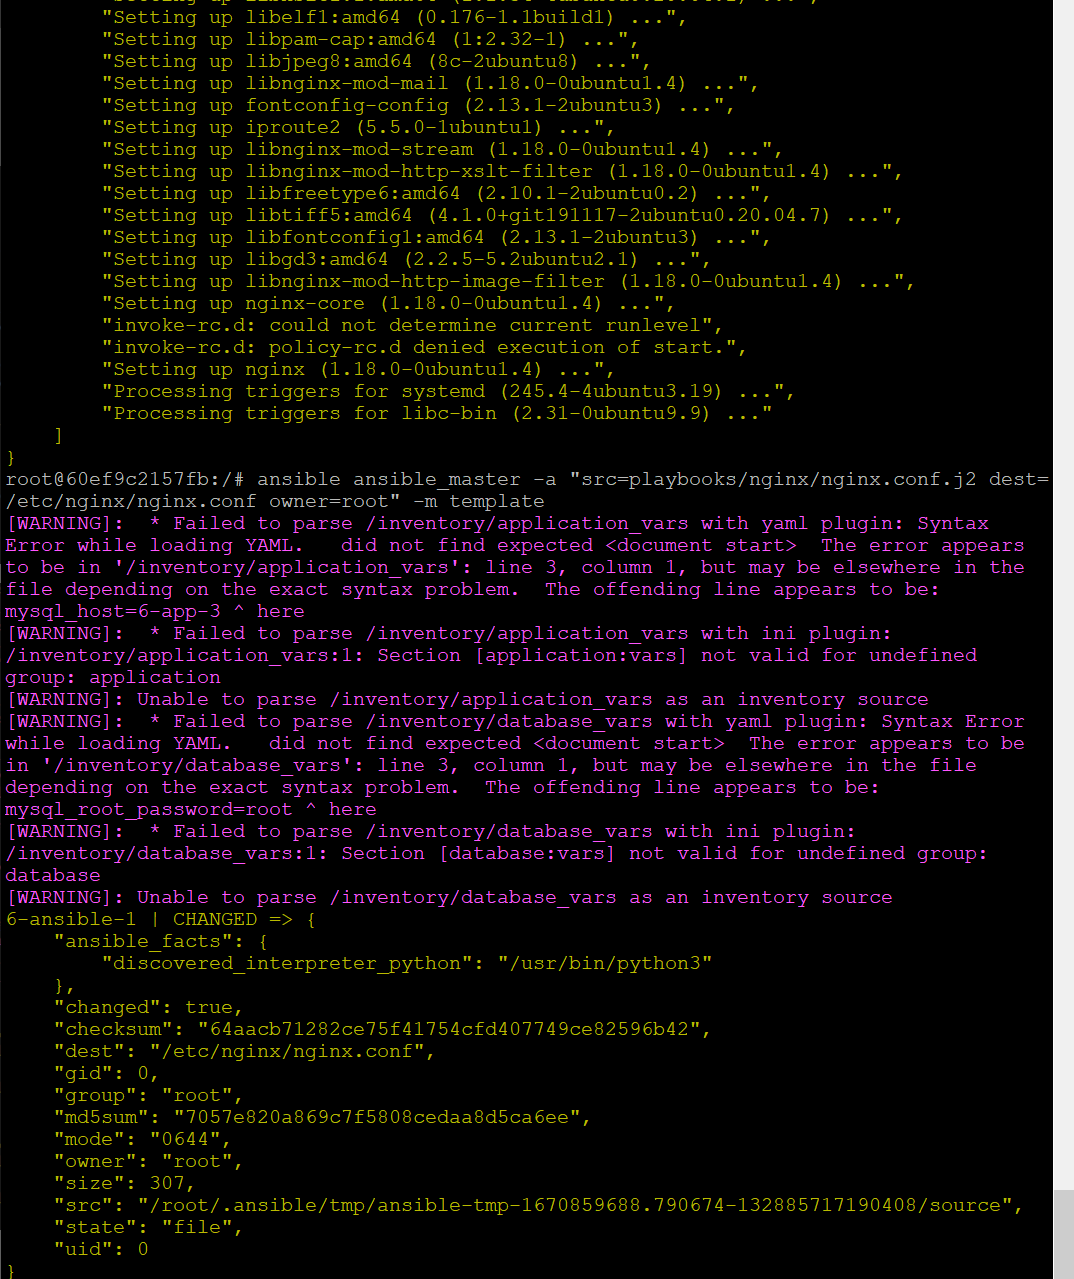 "Setting up libelf1:amd64 (0.176-1.1build1) ...",
"Setting up libpam-cap:amd64 (1:2.32-1) ...",
"Setting up libjpeg8:amd64 (8c-2ubuntu8) ...",
"Setting up libnginx-mod-mail (1.18.0-0ubuntu1.4) ...",
"Setting up fontconfig-config (2.13.1-2ubuntu3) ...",
"Setting up iproute2 (5.5.0-1ubuntu1) ...",
"Setting up libnginx-mod-stream (1.18.0-0ubuntu1.4) ...",
"Setting up libnginx-mod-http-xslt-filter (1.18.0-0ubuntu1.4) ...",
"Setting up libfreetype6:amd64 (2.10.1-2ubuntu0.2) ...",
"Setting up libtiff5:amd64 (4.1.0+git191117-2ubuntu0.20.04.7) ...",
"Setting up libfontconfig1:amd64 (2.13.1-2ubuntu3) ...",
"Setting up libgd3:amd64 (2.2.5-5.2ubuntu2.1) ...",
"Setting up libnginx-mod-http-image-filter (1.18.0-0ubuntu1.4) ...",
"Setting up nginx-core (1.18.0-0ubuntu1.4) ...",
"invoke-rc.d: could not determine current runlevel",
"invoke-rc.d: policy-rc.d denied execution of start.",
"Setting up nginx (1.18.0-0ubuntu1.4) ...",
"Processing triggers for systemd (245.4-4ubuntu3.19) ...",
"Processing triggers for libc-bin (2.31-0ubuntu9.9) ..."
]
}
root@60ef9c2157fb:/# ansible ansible_master -a "src=playbooks/nginx/nginx.conf.j2 dest=
/etc/nginx/nginx.conf owner=root" -m template
[WARNING]:  * Failed to parse /inventory/application_vars with yaml plugin: Syntax
Error while loading YAML.   did not find expected <document start>  The error appears
to be in '/inventory/application_vars': line 3, column 1, but may be elsewhere in the
file depending on the exact syntax problem.  The offending line appears to be:
mysql_host=6-app-3 ^ here
[WARNING]:  * Failed to parse /inventory/application_vars with ini plugin:
/inventory/application_vars:1: Section [application:vars] not valid for undefined
group: application
[WARNING]: Unable to parse /inventory/application_vars as an inventory source
[WARNING]:  * Failed to parse /inventory/database_vars with yaml plugin: Syntax Error
while loading YAML.   did not find expected <document start>  The error appears to be
in '/inventory/database_vars': line 3, column 1, but may be elsewhere in the file
depending on the exact syntax problem.  The offending line appears to be:
mysql_root_password=root ^ here
[WARNING]:  * Failed to parse /inventory/database_vars with ini plugin:
/inventory/database_vars:1: Section [database:vars] not valid for undefined group:
database
[WARNING]: Unable to parse /inventory/database_vars as an inventory source
6-ansible-1 | CHANGED => {
"ansible_facts": {
"discovered_interpreter_python": "/usr/bin/python3"
},
"changed": true,
"checksum": "64aacb71282ce75f41754cfd407749ce82596b42",
"dest": "/etc/nginx/nginx.conf",
"gid": 0,
"group": "root",
"md5sum": "7057e820a869c7f5808cedaa8d5ca6ee",
"mode": "0644",
"owner": "root",
"size": 307,
"src": "/root/.ansible/tmp/ansible-tmp-1670859688.790674-132885717190408/source",
"state": "file",
"uid": 0
}